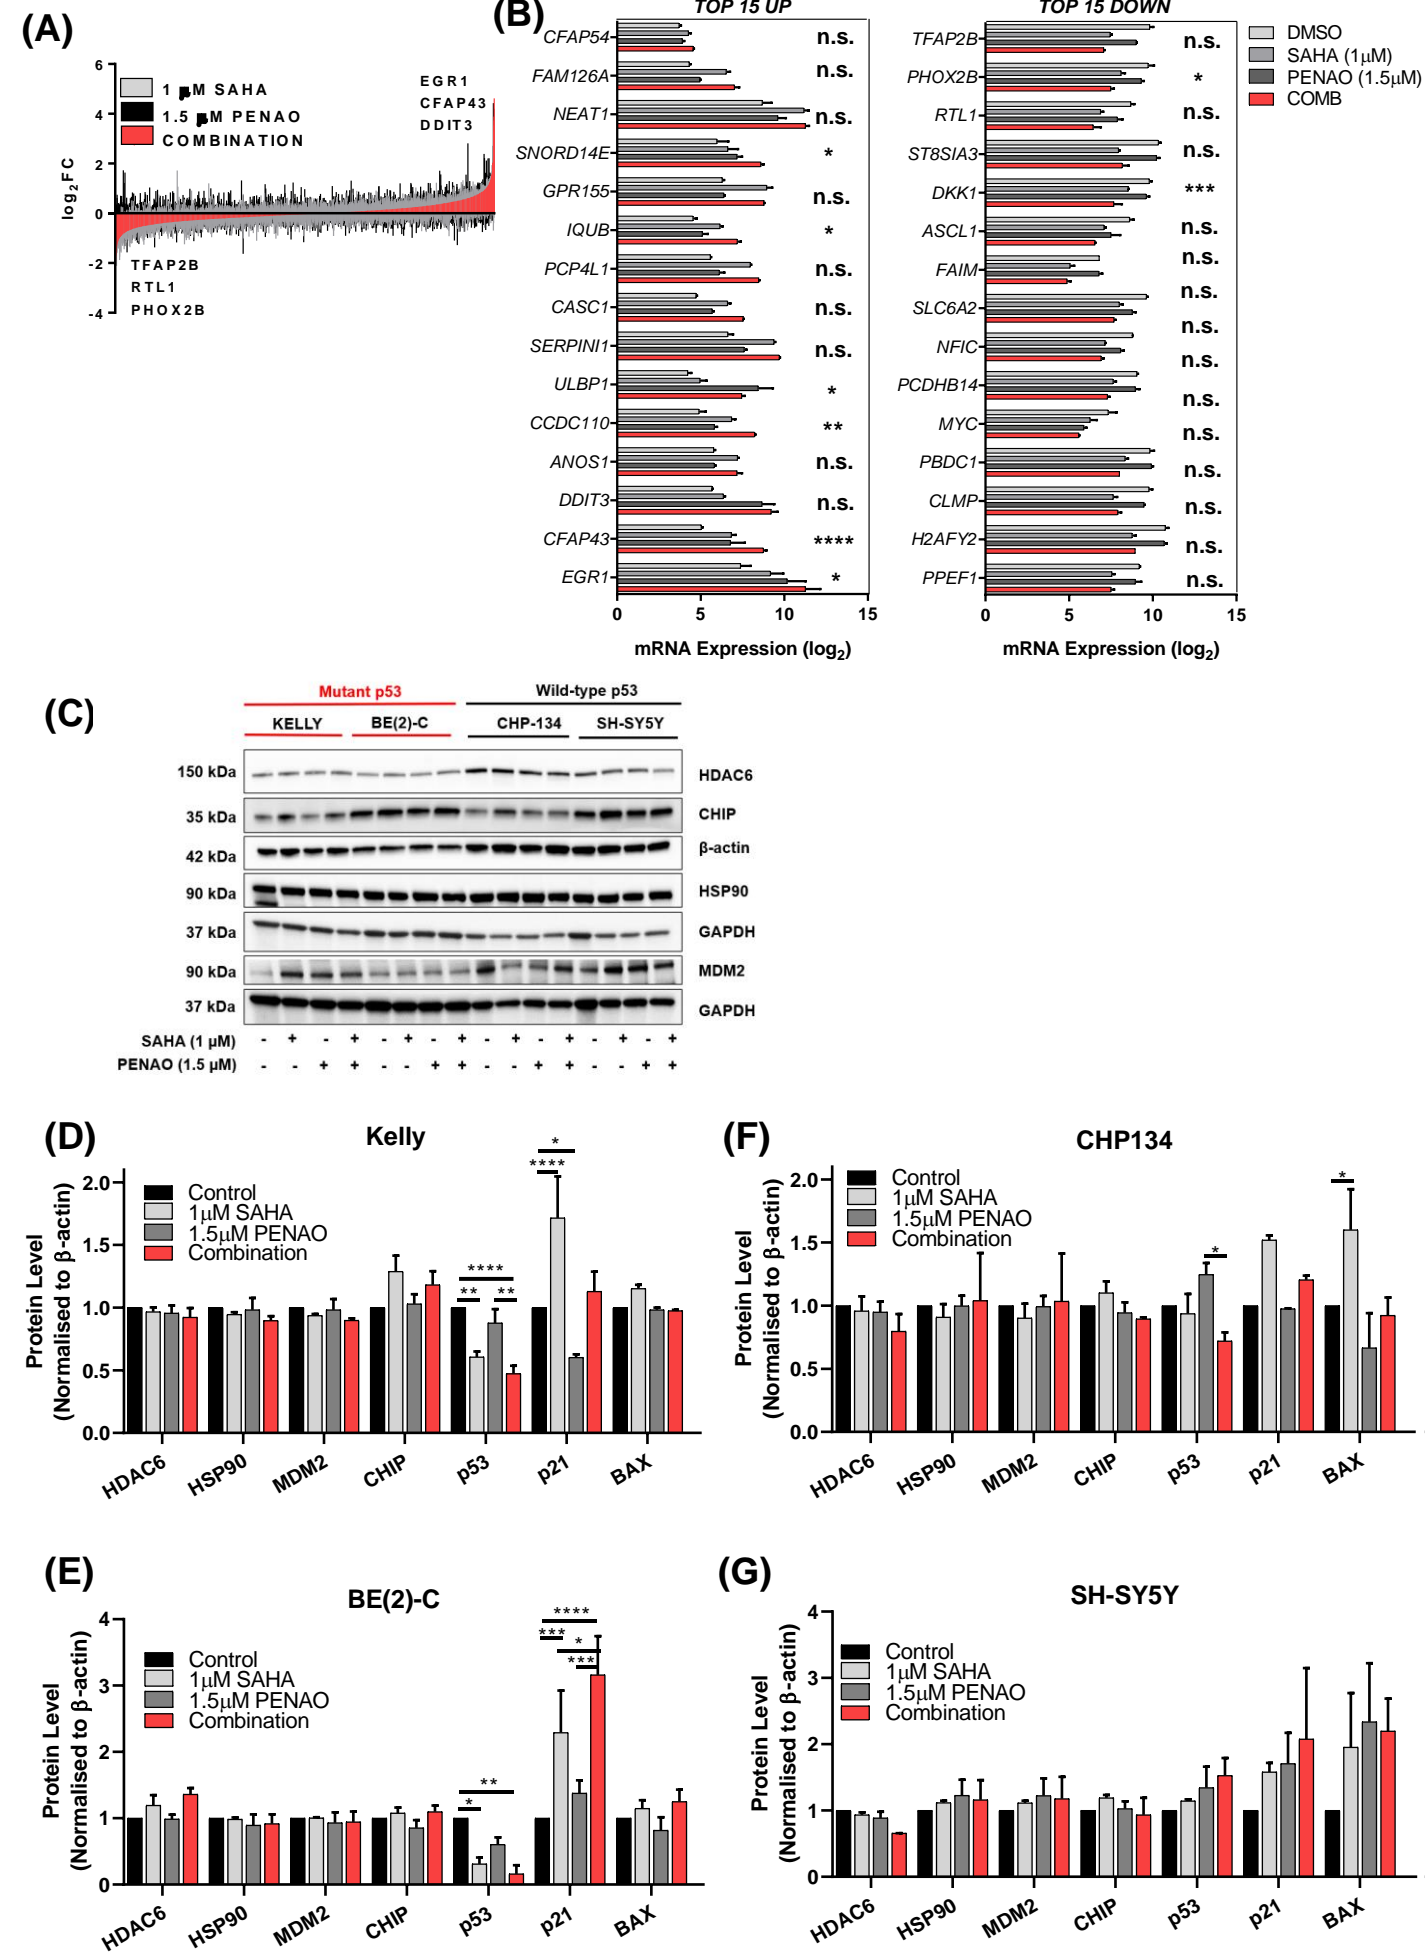 (A)
6
4
2
0
-2
-4
log2 FC
1 μM SAHA
1.5 μM PENAO
COMBINATION
EGR1
CFAP43
DDIT3
TFAP2B
RTL1
PHOX2B
(B)
TOP 15 UP
CFAP54 n.s.
FAM126A n.s.
NEAT1 n.s.
SNORD14E *
GPR155 n.s.
IQUB *
PCP4L1 n.s.
CASC1 n.s.
SERPINI1 n.s.
ULBP1 *
CCDC110 **
ANOS1 n.s.
DDIT3 n.s.
CFAP43 ****
EGR1 *
0 5 10 15
mRNA Expression (log2)
TOP 15 DOWN
TFAP2B n.s.
PHOX2B *
RTL1 n.s.
ST8SIA3 n.s.
DKK1 ***
ASCL1 n.s.
FAIM n.s.
SLC6A2 n.s.
NFIC n.s.
PCDHB14 n.s.
MYC n.s.
PBDC1 n.s.
CLMP n.s.
H2AFY2 n.s.
PPEF1 n.s.
0 5 10 15
mRNA Expression (log2)
DMSO
SAHA (1μM)
PENAO (1.5μM)
COMB
(C)
Mutant p53 Wild-type p53
KELLY BE(2)-C CHP-134 SH-SY5Y
150 kDa HDAC6
35 kDa CHIP
42 kDa β-actin
90 kDa HSP90
37 kDa GAPDH
90 kDa MDM2
37 kDa GAPDH
SAHA (1 μM) - + - + - + - + - + - + - + - +
PENAO (1.5 μM) - - + + - - + + - - + + - - + +
(D)
Kelly
Protein Level
(Normalised to β-actin)
2.0
1.5
1.0
0.5
0.0
Control
1μM SAHA
1.5μM PENAO
Combination
****
** **
*
****
HDAC6 HSP90 MDM2 CHIP p53 p21 BAX
(F)
CHP134
Protein Level
(Normalised to β-actin)
2.0
1.5
1.0
0.5
0.0
Control
1μM SAHA
1.5μM PENAO
Combination
*
*
HDAC6 HSP90 MDM2 CHIP p53 p21 BAX
(E)
BE(2)-C
Protein Level
(Normalised to β-actin)
4
3
2
1
0
Control
1μM SAHA
1.5μM PENAO
Combination
**
*
****
*** *
***
HDAC6 HSP90 MDM2 CHIP p53 p21 BAX
(G)
SH-SY5Y
Protein Level
(Normalised to β-actin)
4
3
2
1
0
Control
1μM SAHA
1.5μM PENAO
Combination
HDAC6 HSP90 MDM2 CHIP p53 p21 BAX